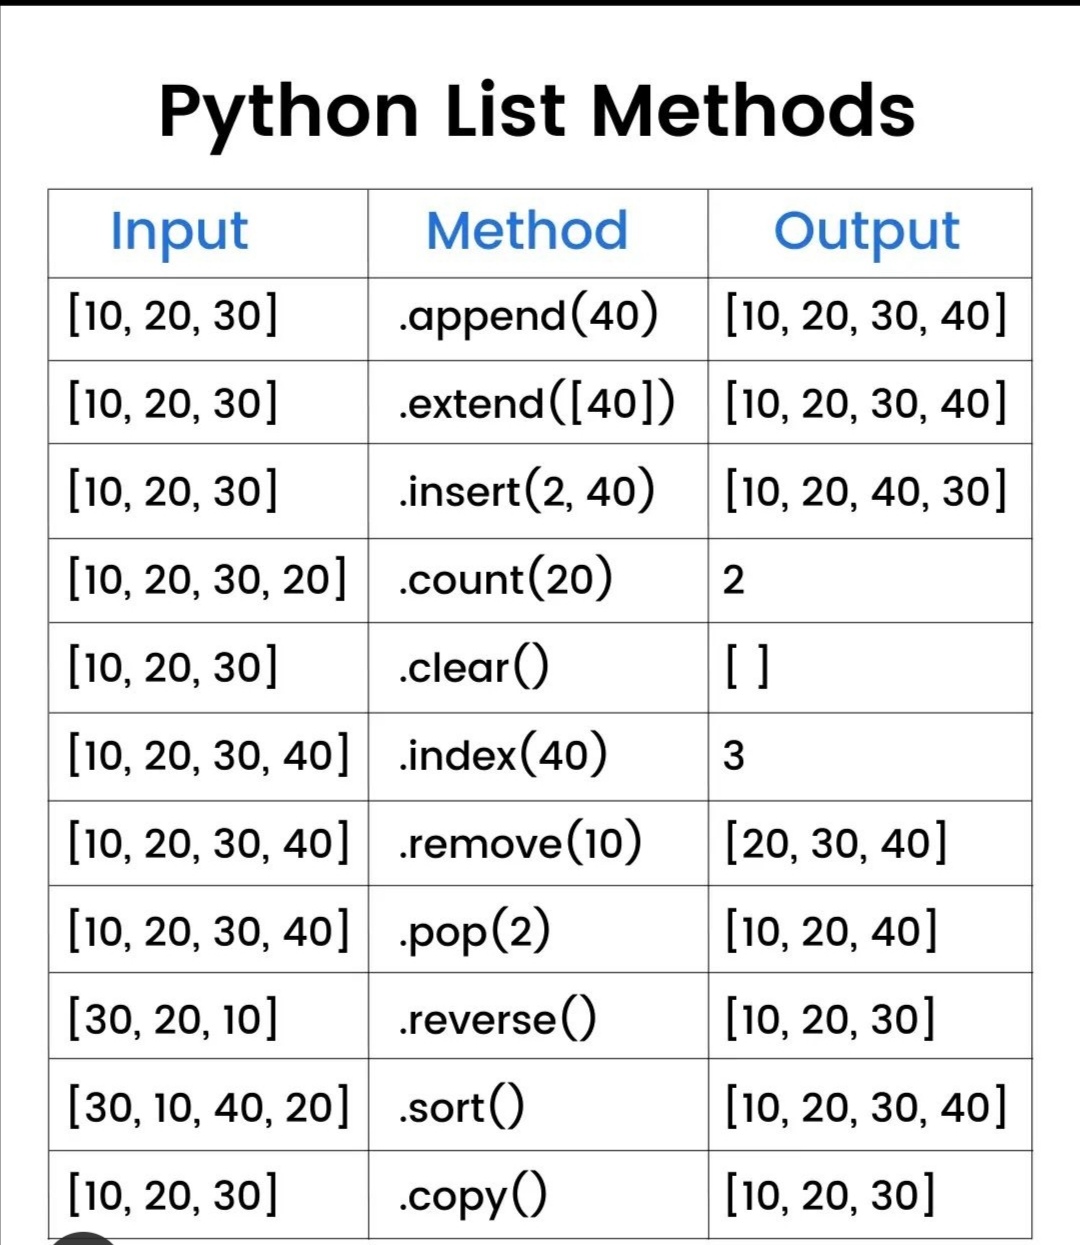 Python List Methods
Input Method Output
[10, 20, 30] .append(40) [10, 20, 30, 40]
[10, 20, 30] .extend([40]) [10, 20, 30, 40]
[10, 20, 30] .insert(2, 40) [10, 20, 40, 30]
[10, 20, 30, 20] .count(20) 2
[10, 20, 30] .clear() [ ]
[10, 20, 30, 40] .index(40) 3
[10, 20, 30, 40] .remove(10) [20, 30, 40]
[10, 20, 30, 40] .pop(2) [10, 20, 40]
[30, 20, 10] .reverse() [10, 20, 30]
[30, 10, 40, 20] .sort() [10, 20, 30, 40]
[10, 20, 30] .copy() [10, 20, 30]